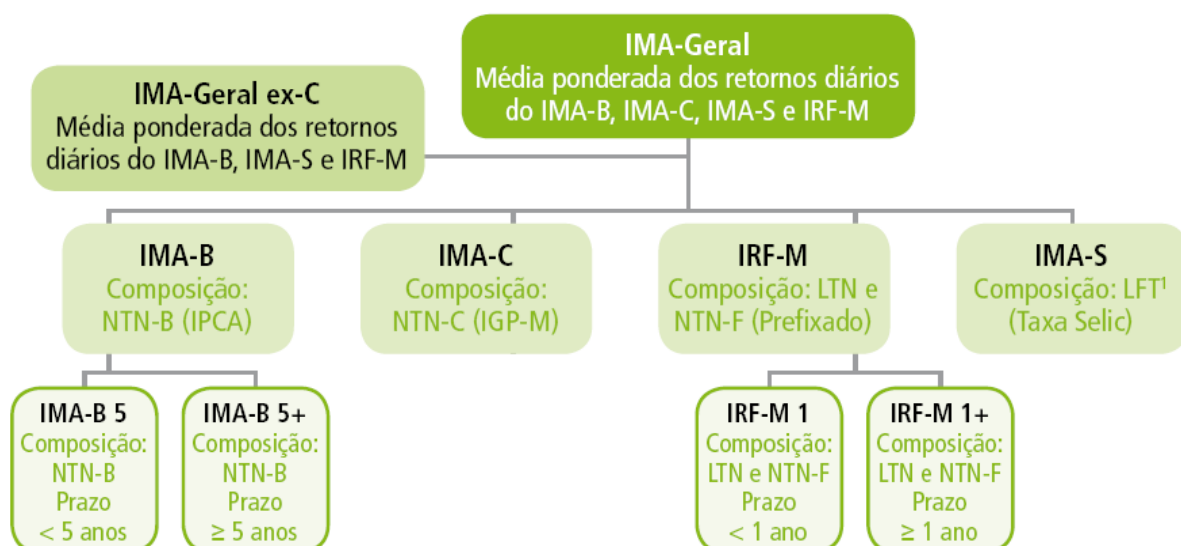 IMA-Geral
Média ponderada dos retornos diários
do IMA-B, IMA-C, IMA-S e IRF-M
IMA-Geral ex-C
Média ponderada dos retornos
diários do IMA-B, IMA-S e IRF-M
IMA-B
Composição:
NTN-B (IPCA)
IMA-C
Composição:
NTN-C (IGP-M)
IRF-M
Composição: LTN e
NTN-F (Prefixado)
IMA-S
Composição: LFT¹
(Taxa Selic)
IMA-B 5
Composição:
NTN-B
Prazo
< 5 anos
IMA-B 5+
Composição:
NTN-B
Prazo
≥ 5 anos
IRF-M 1
Composição:
LTN e NTN-F
Prazo
< 1 ano
IRF-M 1+
Composição:
LTN e NTN-F
Prazo
≥ 1 ano